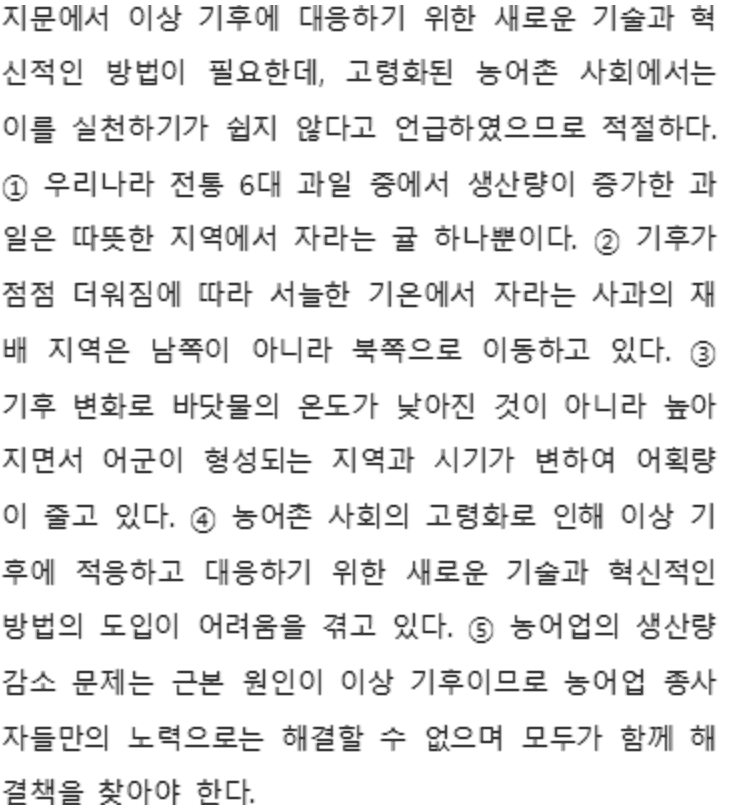 지문에서 이상 기후에 대응하기 위한 새로운 기술과 혁
신적인 방법이 필요한데, 고령화된 농어촌 사회에서는
이를 실천하기가 쉽지 않다고 언급하였으므로 적절하다.
① 우리나라 전통 6대 과일 중에서 생산량이 증가한 과
일은 따뜻한 지역에서 자라는 귤 하나뿐이다. ② 기후가
점점 더워짐에 따라 서늘한 기온에서 자라는 사과의 재
배 지역은 남쪽이 아니라 북쪽으로 이동하고 있다. ③
기후 변화로 바닷물의 온도가 낮아진 것이 아니라 높아
지면서 어군이 형성되는 지역과 시기가 변하여 어획량
이 줄고 있다. ④ 농어촌 사회의 고령화로 인해 이상 기
후에 적응하고 대응하기 위한 새로운 기술과 혁신적인
방법의 도입이 어려움을 겪고 있다. ⑤ 농어업의 생산량
감소 문제는 근본 원인이 이상 기후이므로 농어업 종사
자들만의 노력으로는 해결할 수 없으며 모두가 함께 해
결책을 찾아야 한다.